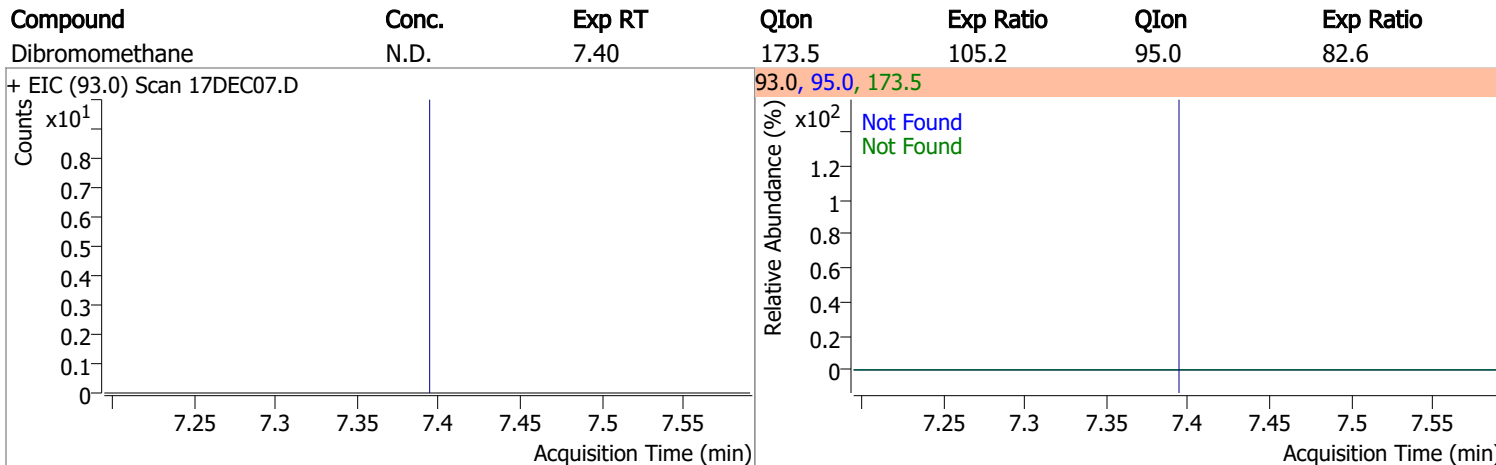 Compound Conc. Exp RT QIon Exp Ratio QIon Exp Ratio
Dibromomethane N.D. 7.40 173.5 105.2 95.0 82.6
+ EIC (93.0) Scan 17DEC07.D
Counts
x10¹
0.8
0.7
0.6
0.5
0.4
0.3
0.2
0.1
0
7.25 7.3 7.35 7.4 7.45 7.5 7.55
Acquisition Time (min)
93.0, 95.0, 173.5
Relative Abundance (%)
x10²
Not Found
Not Found
1.2
1
0.8
0.6
0.4
0.2
0
7.25 7.3 7.35 7.4 7.45 7.5 7.55
Acquisition Time (min)